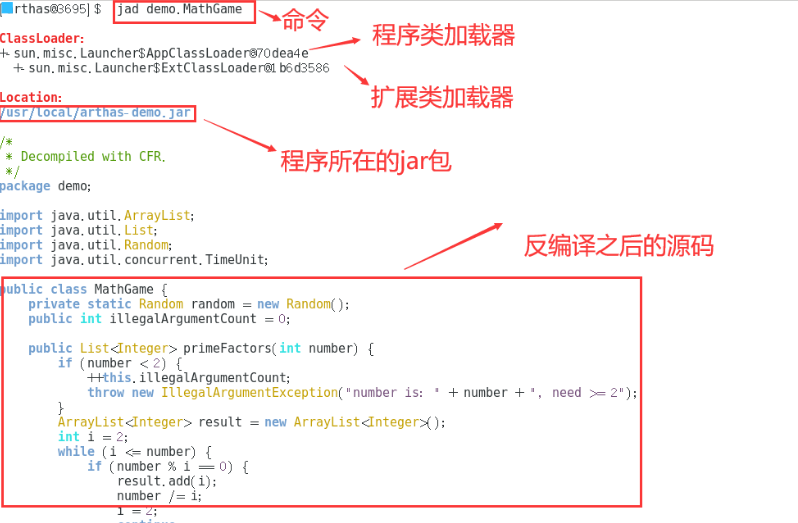 [arthas@3695]$ jad demo.MathGame
命令
ClassLoader:
+-sun.misc.Launcher$AppClassLoader@70dea4e
程序类加载器
+-sun.misc.Launcher$ExtClassLoader@1b6d3586
扩展类加载器
Location:
/usr/local/arthas-demo.jar
程序所在的jar包
/*
* Decompiled with CFR.
*/
package demo;
import java.util.ArrayList;
import java.util.List;
import java.util.Random;
import java.util.concurrent.TimeUnit;
反编译之后的源码
public class MathGame {
private static Random random = new Random();
public int illegalArgumentCount = 0;
public List<Integer> primeFactors(int number) {
if (number < 2) {
++this.illegalArgumentCount;
throw new IllegalArgumentException("number is: " + number + ", need >= 2");
}
ArrayList<Integer> result = new ArrayList<Integer>();
int i = 2;
while (i <= number) {
if (number % i == 0) {
result.add(i);
number /= i;
i = 2;